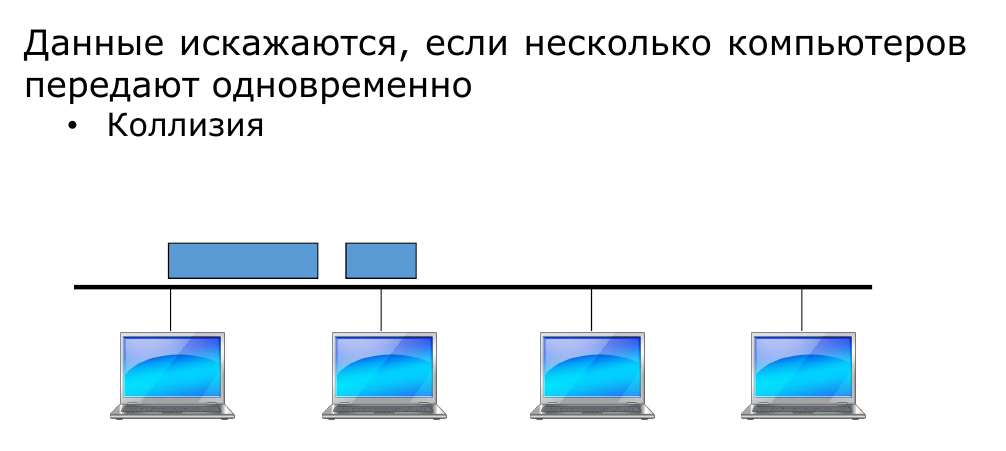 Данные искажаются, если несколько компьютеров
передают одновременно
• Коллизия